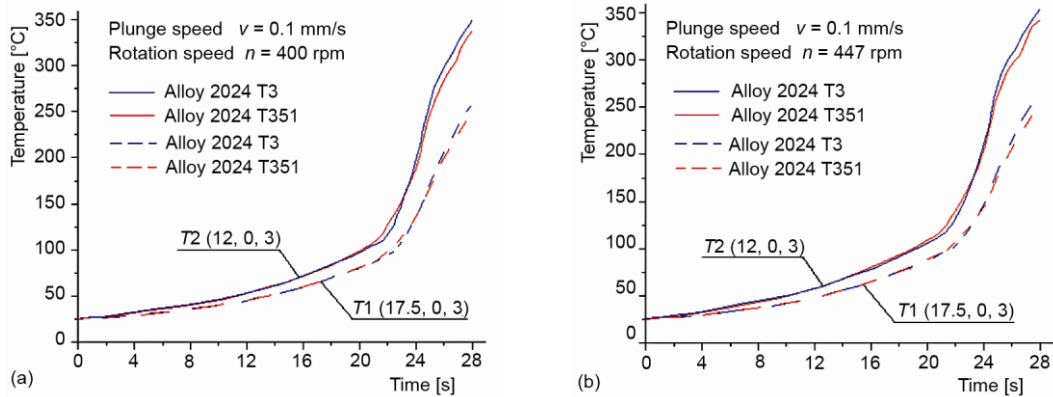 Temperature [°C]
350
300
250
200
150
100
50
0
Plunge speed v = 0.1 mm/s
Rotation speed n = 400 rpm
Alloy 2024 T3
Alloy 2024 T351
Alloy 2024 T3
Alloy 2024 T351
T2 (12, 0, 3)
T1 (17.5, 0, 3)
0 4 8 12 16 20 24 28
Time [s]
(a)
Temperature [°C]
350
300
250
200
150
100
50
0
Plunge speed v = 0.1 mm/s
Rotation speed n = 447 rpm
Alloy 2024 T3
Alloy 2024 T351
Alloy 2024 T3
Alloy 2024 T351
T2 (12, 0, 3)
T1 (17.5, 0, 3)
0 4 8 12 16 20 24 28
Time [s]
(b)